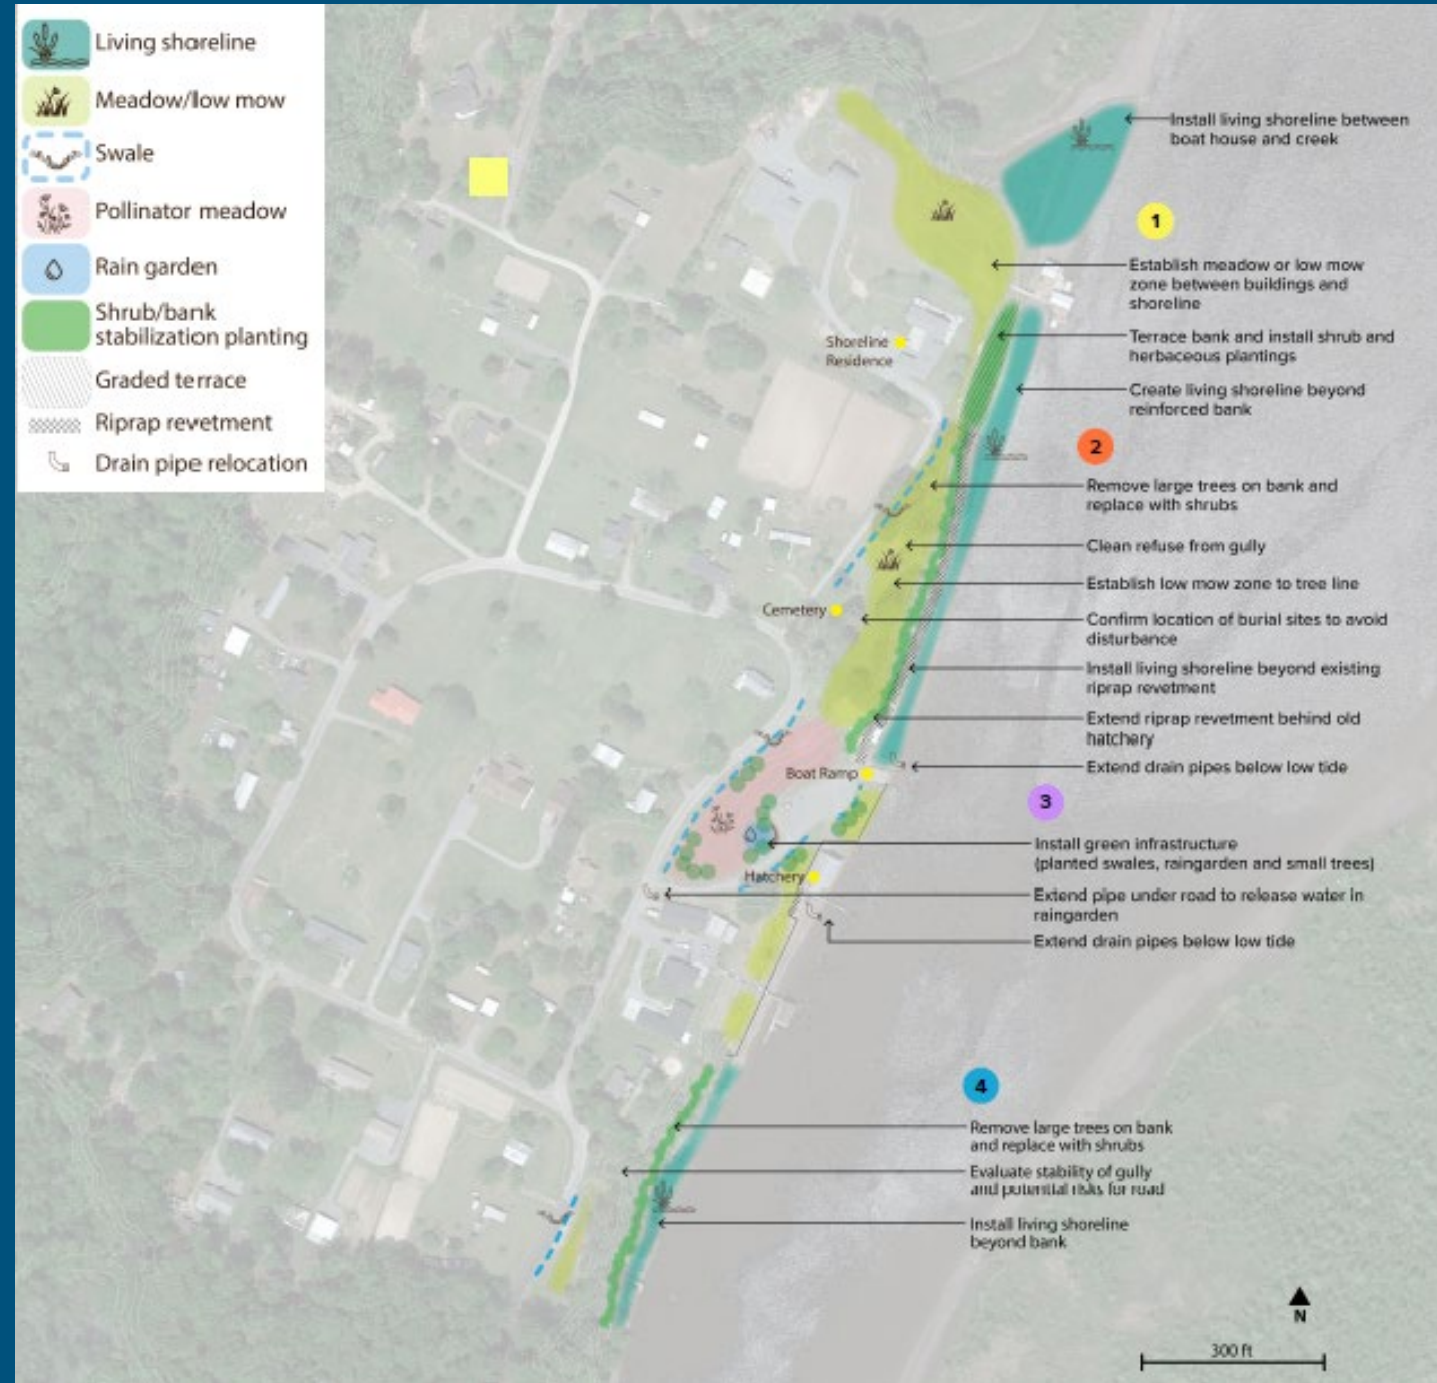 Living shoreline
Meadow/low mow
Swale
Pollinator meadow
Rain garden
Shrub/bank
stabilization planting
Graded terrace
Riprap revetment
Drain pipe relocation
Install living shoreline between
boat house and creek
1
Establish meadow or low mow
zone between buildings and
shoreline
Terrace bank and install shrub and
herbaceous plantings
Create living shoreline beyond
reinforced bank
Shoreline
Residence
2
Remove large trees on bank and
replace with shrubs
Clean refuse from gully
Establish low mow zone to tree line
Confirm location of burial sites to avoid
disturbance
Install living shoreline beyond existing
riprap revetment
Extend riprap revetment behind old
hatchery
Extend drain pipes below low tide
Cemetery
Boat Ramp
3
Install green infrastructure
(planted swales, raingarden and small trees)
Extend pipe under road to release water in
raingarden
Extend drain pipes below low tide
Hatchery
4
Remove large trees on bank
and replace with shrubs
Evaluate stability of gully
and potential risks for road
Install living shoreline
beyond bank
N
300 ft